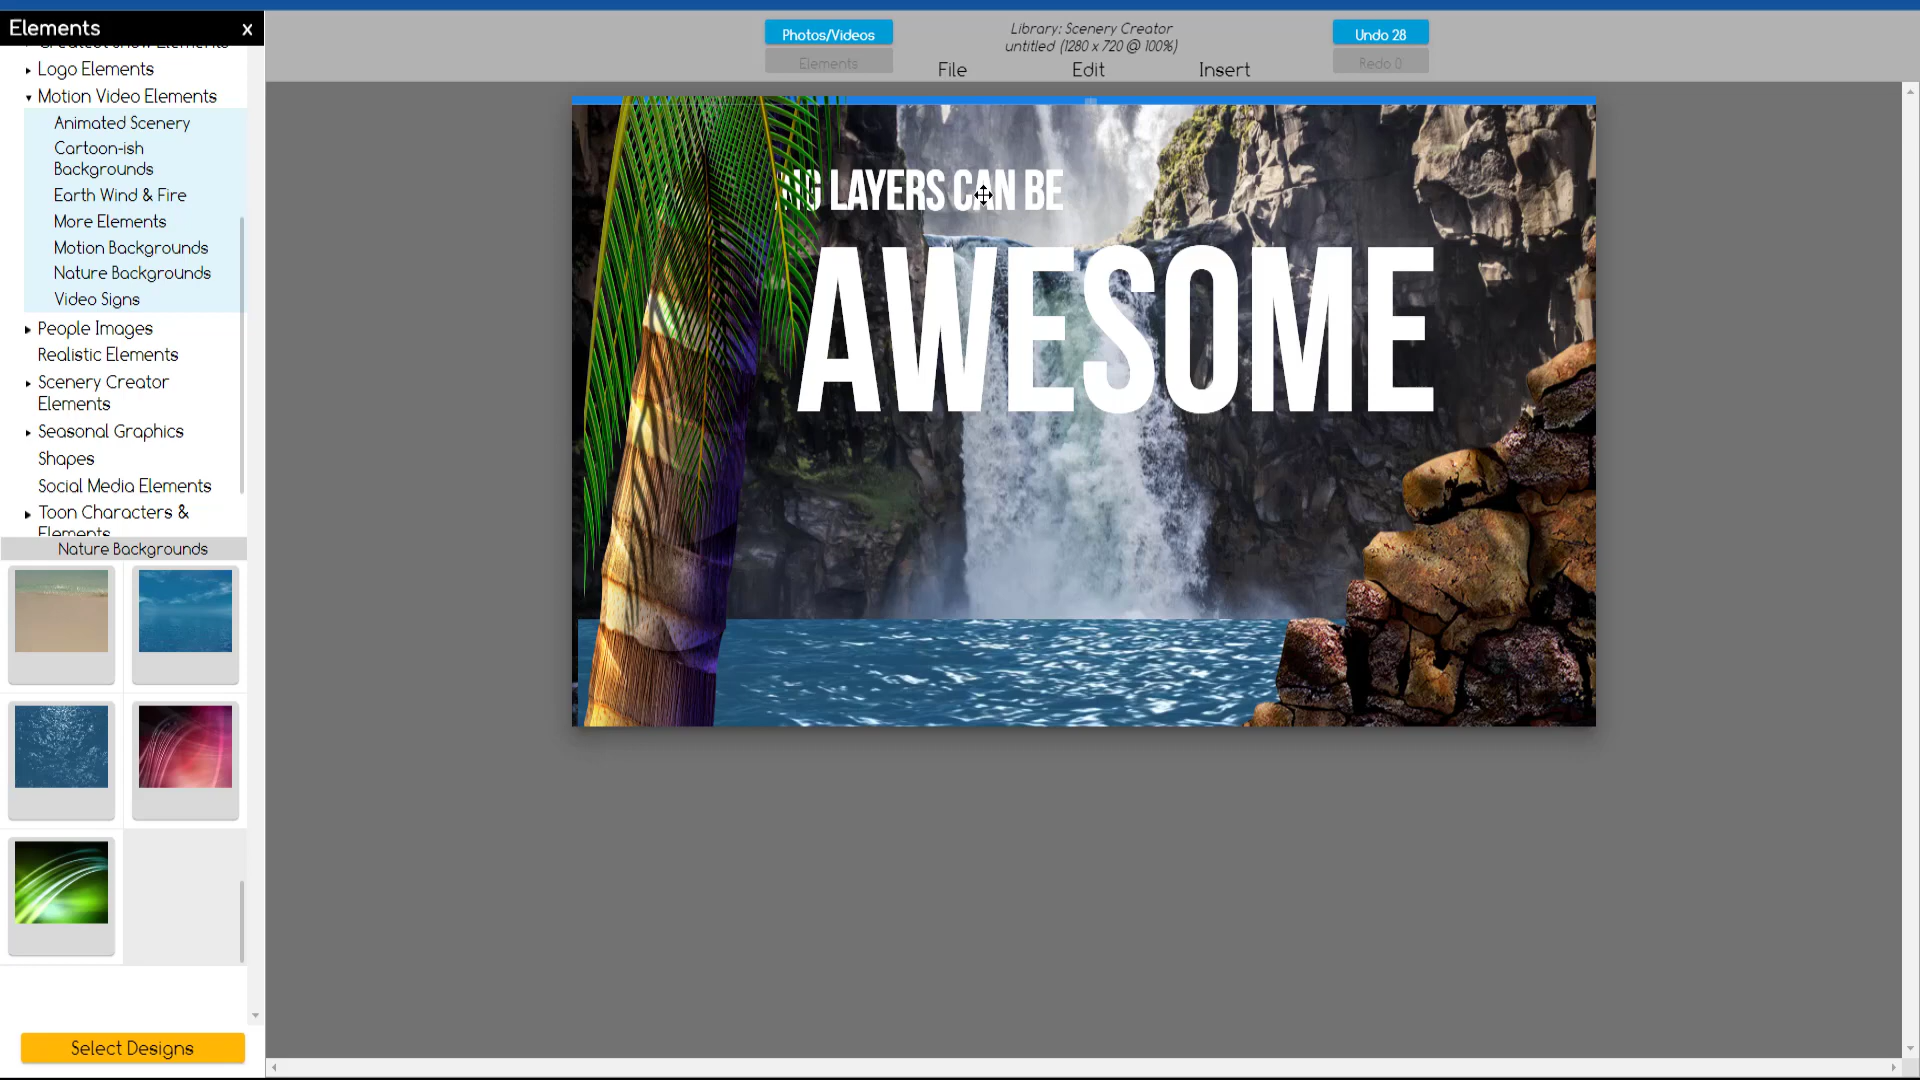 Elements x
Logo Elements
Motion Video Elements
Animated Scenery
Cartoon-ish
Backgrounds
Earth Wind & Fire
More Elements
Motion Backgrounds
Nature Backgrounds
Video Signs
People Images
Realistic Elements
Scenery Creator
Elements
Seasonal Graphics
Shapes
Social Media Elements
Toon Characters &
Elements
Nature Backgrounds
Select Designs
Photos/Videos
Elements
Library: Scenery Creator
untitled (1280 x 720 @ 100%)
File Edit Insert
Undo 28
Redo 0
LAYERS CAN BE
AWESOME